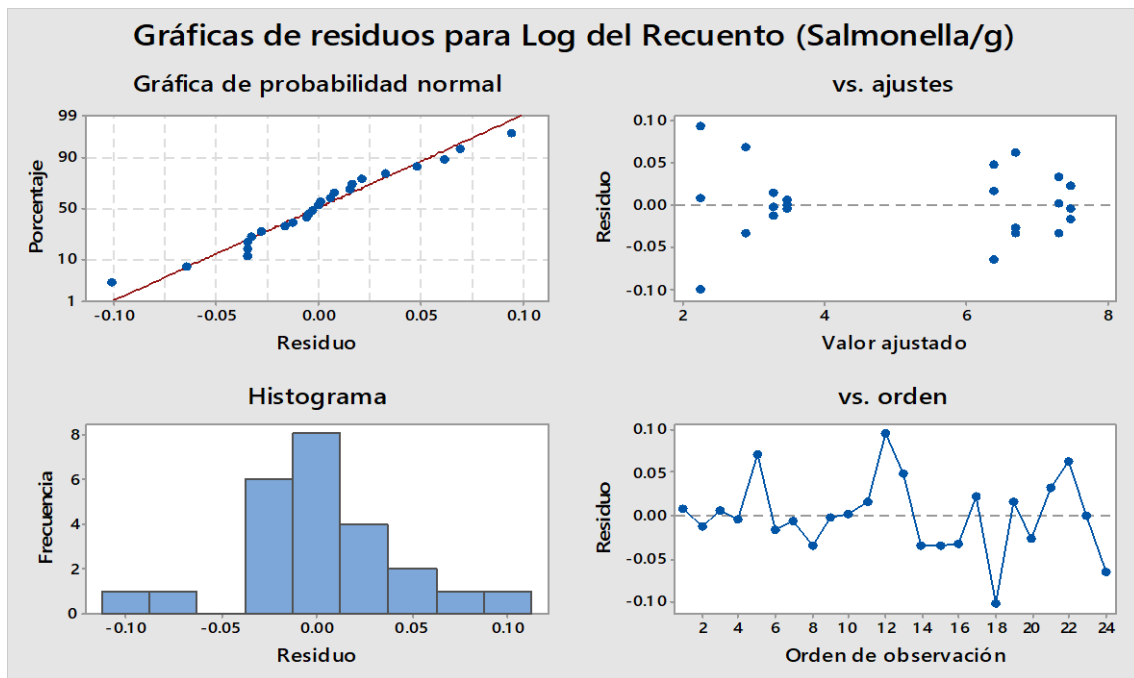 Gráficas de residuos para Log del Recuento (Salmonella/g)
Gráfica de probabilidad normal
99
90
50
10
1
Porcentaje
-0.10 -0.05 0.00 0.05 0.10
Residuo
vs. ajustes
0.10
0.05
0.00
-0.05
-0.10
Residuo
2 4 6 8
Valor ajustado
Histograma
8
6
4
2
0
Frecuencia
-0.10 -0.05 0.00 0.05 0.10
Residuo
vs. orden
0.10
0.05
0.00
-0.05
-0.10
Residuo
2 4 6 8 10 12 14 16 18 20 22 24
Orden de observación